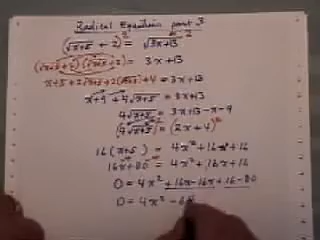 Radical Equations part 3
(√x+5 + 2)² = √3x+13 ²
(√x+5 + 2)(√x+5 + 2) = 3x+13
x+5+2√x+5+2√x+5+4 = 3x+13
x+9 +4√x+5 = 3x+13
4√x+5 = 3x+13-x-9
(4√x+5)² = (2x+4)²
16(x+5) = 4x²+16x+16
16x+80 = 4x²+16x+16
0 = 4x² +16x-16x+16-80
0 = 4x² -64